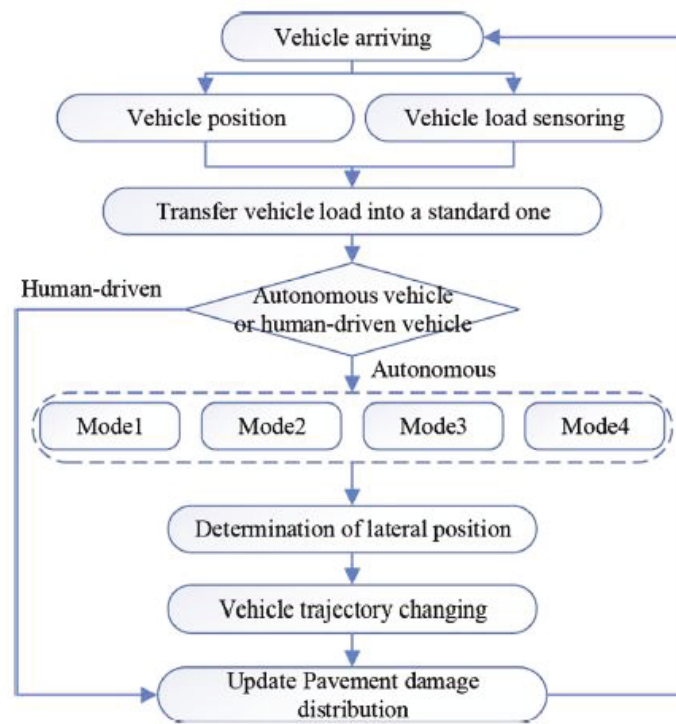 Vehicle arriving
Vehicle position
Vehicle load sensoring
Transfer vehicle load into a standard one
Human-driven
Autonomous vehicle
or human-driven vehicle
Autonomous
Mode1
Mode2
Mode3
Mode4
Determination of lateral position
Vehicle trajectory changing
Update Pavement damage
distribution